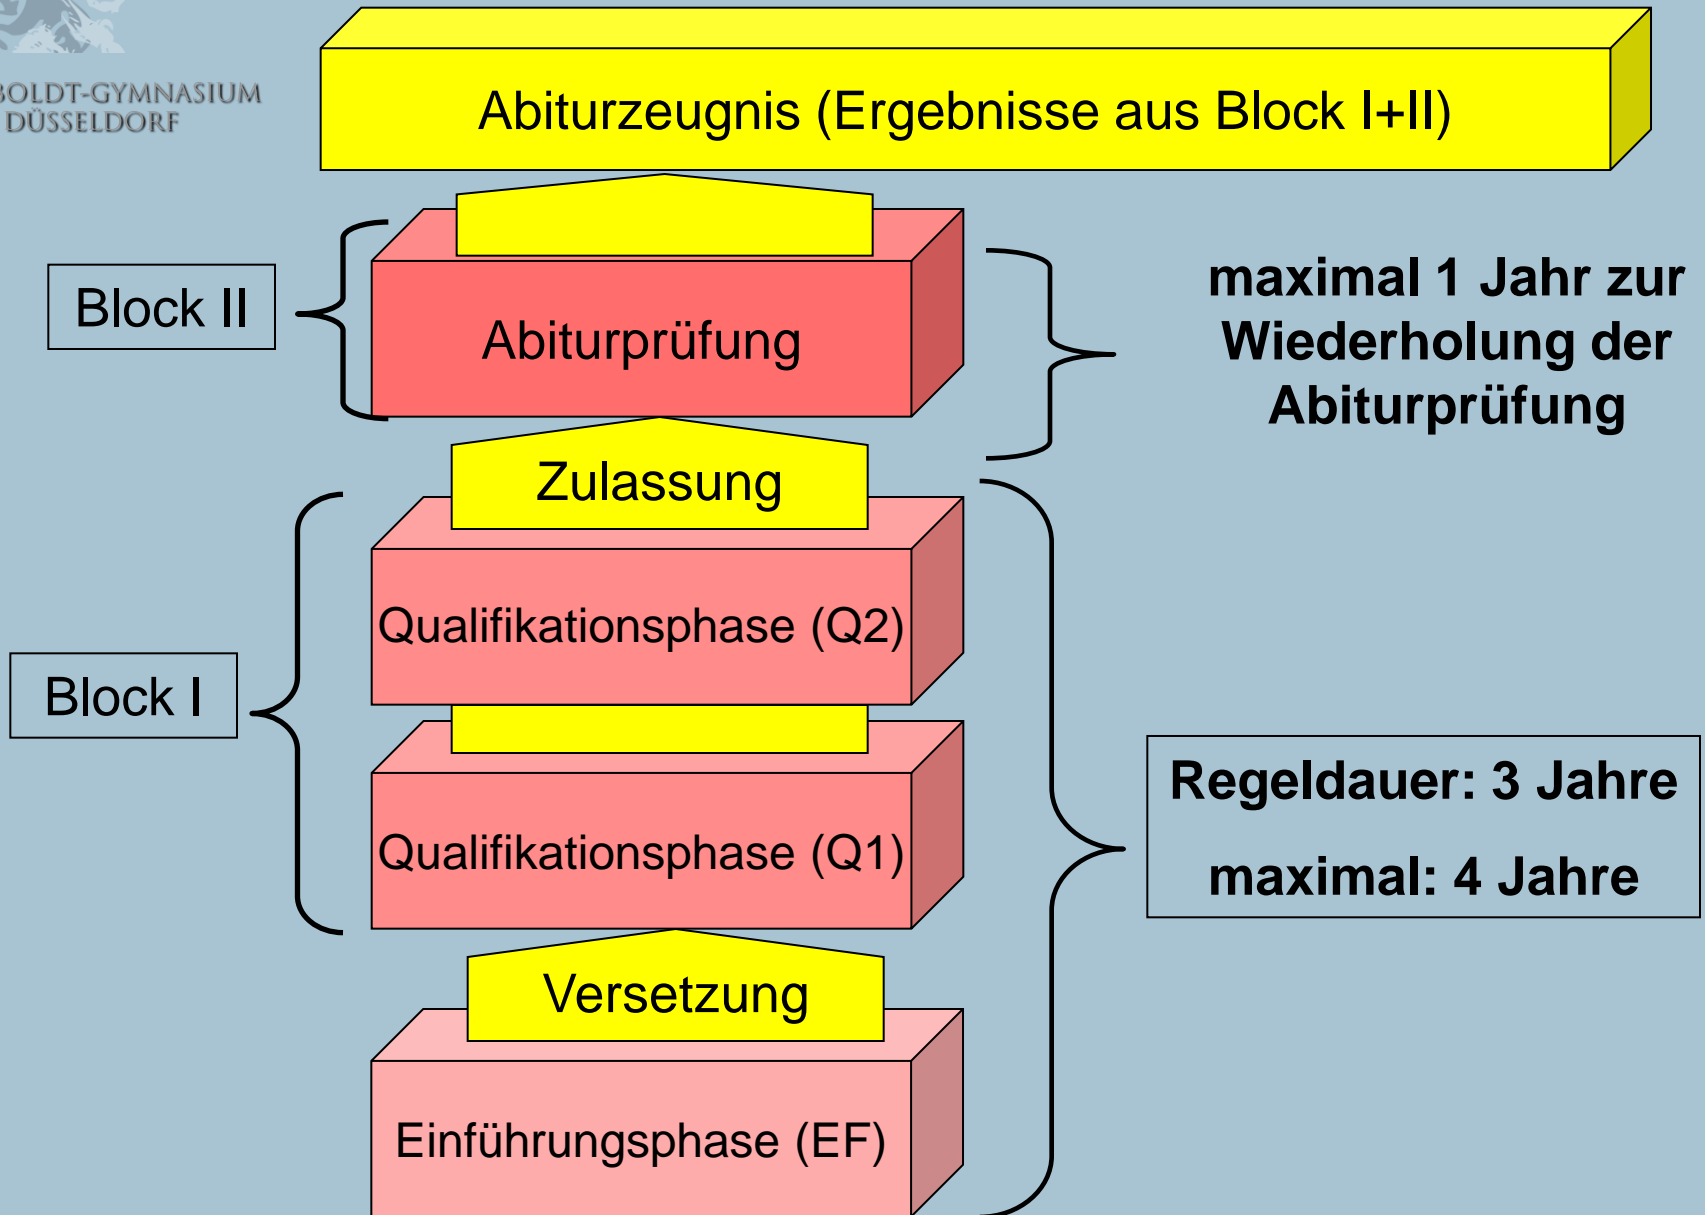 BOLDT-GYMNASIUM
DÜSSELDORF
Abiturzeugnis (Ergebnisse aus Block I+II)
Block II
Abiturprüfung
maximal 1 Jahr zur
Wiederholung der
Abiturprüfung
Zulassung
Qualifikationsphase (Q2)
Block I
Qualifikationsphase (Q1)
Regeldauer: 3 Jahre
maximal: 4 Jahre
Versetzung
Einführungsphase (EF)